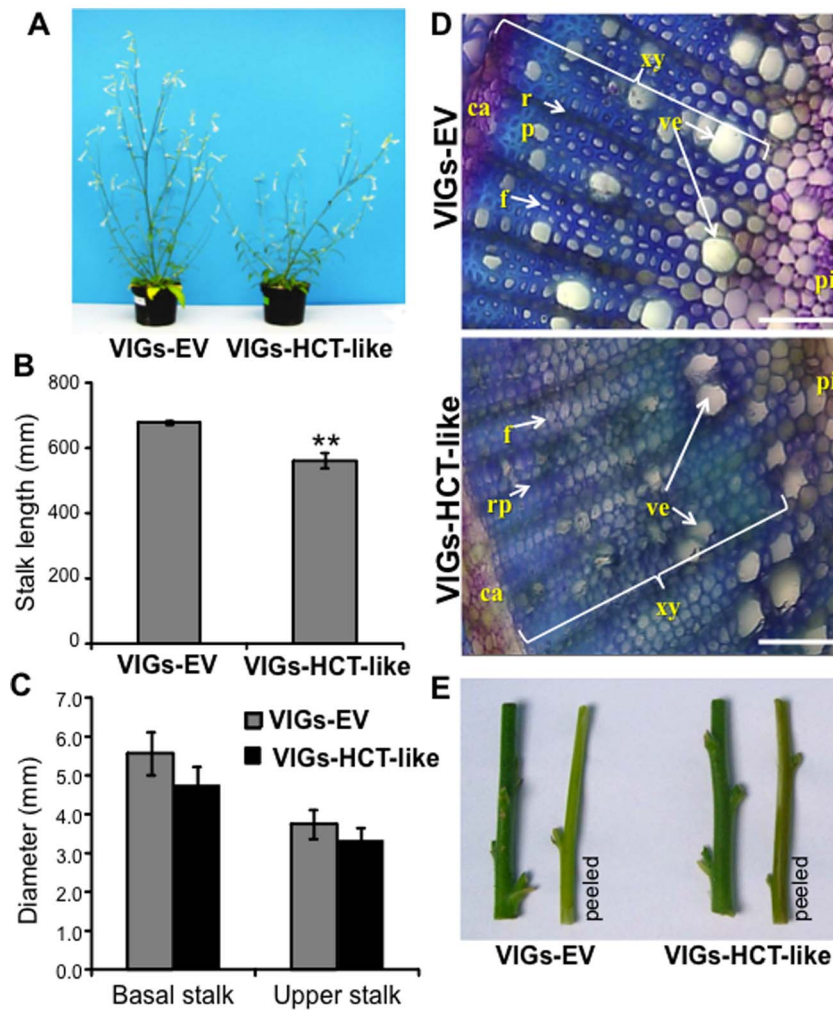 A
VIGs-EV VIGs-HCT-like
B
Stalk length (mm)
800
600
400
200
0
**
VIGs-EV VIGs-HCT-like
C
Diameter (mm)
7.0
6.0
5.0
4.0
3.0
2.0
1.0
0.0
VIGs-EV
VIGs-HCT-like
Basal stalk Upper stalk
D
VIGs-EV
xy
ca
r
p
ve
f
pi
VIGs-HCT-like
pi
f
rp
ve
ca
xy
E
peeled
peeled
VIGs-EV VIGs-HCT-like